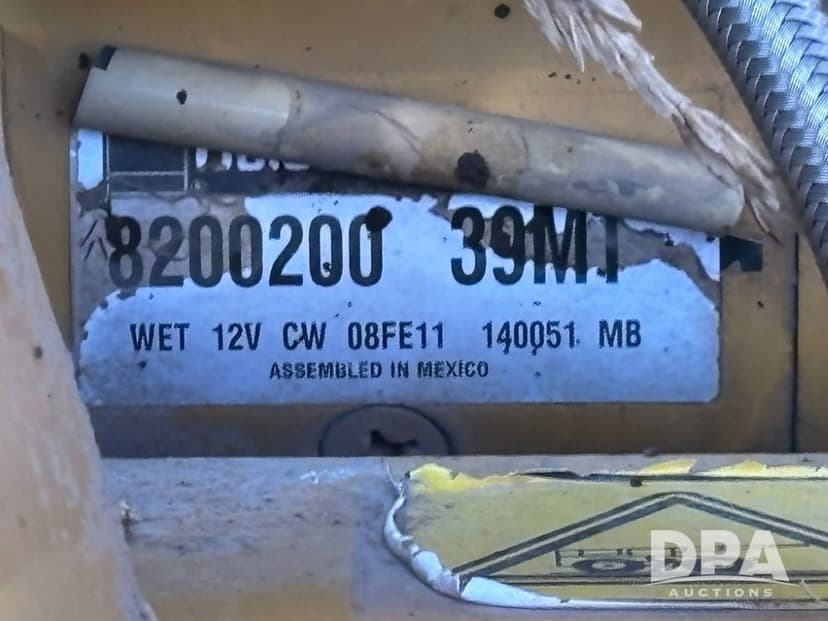 8200200 39MT
WET 12V CW 08FE11 140051 MB
ASSEMBLED IN MEXICO
DPA
AUCTIONS